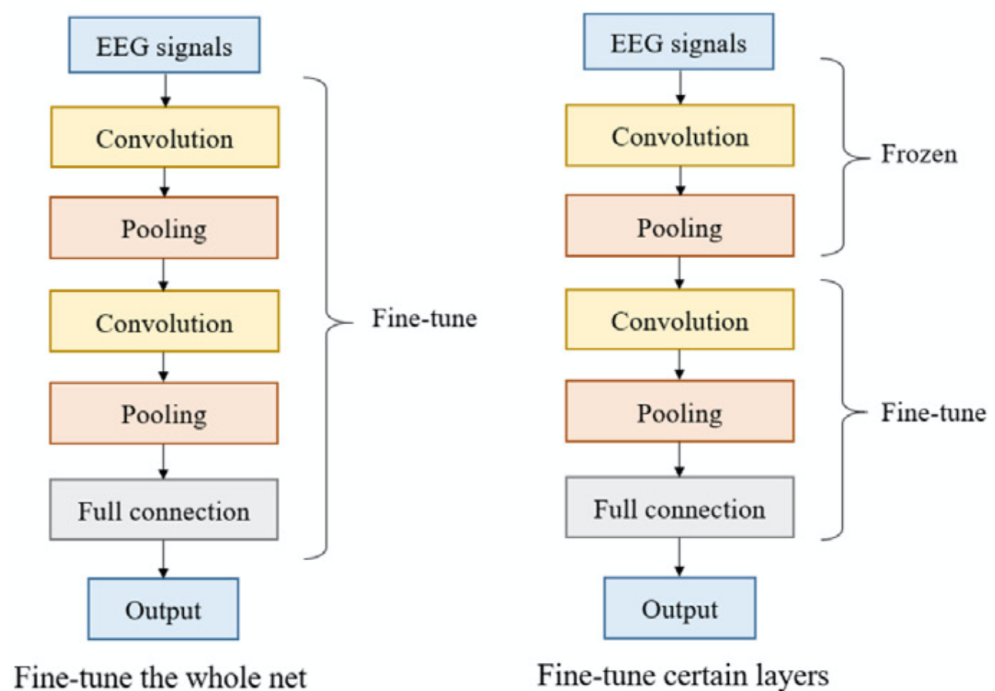 EEG signals
Convolution
Pooling
Convolution
Pooling
Full connection
Output
Fine-tune
Fine-tune the whole net
EEG signals
Convolution
Pooling
Convolution
Pooling
Full connection
Output
Frozen
Fine-tune
Fine-tune certain layers